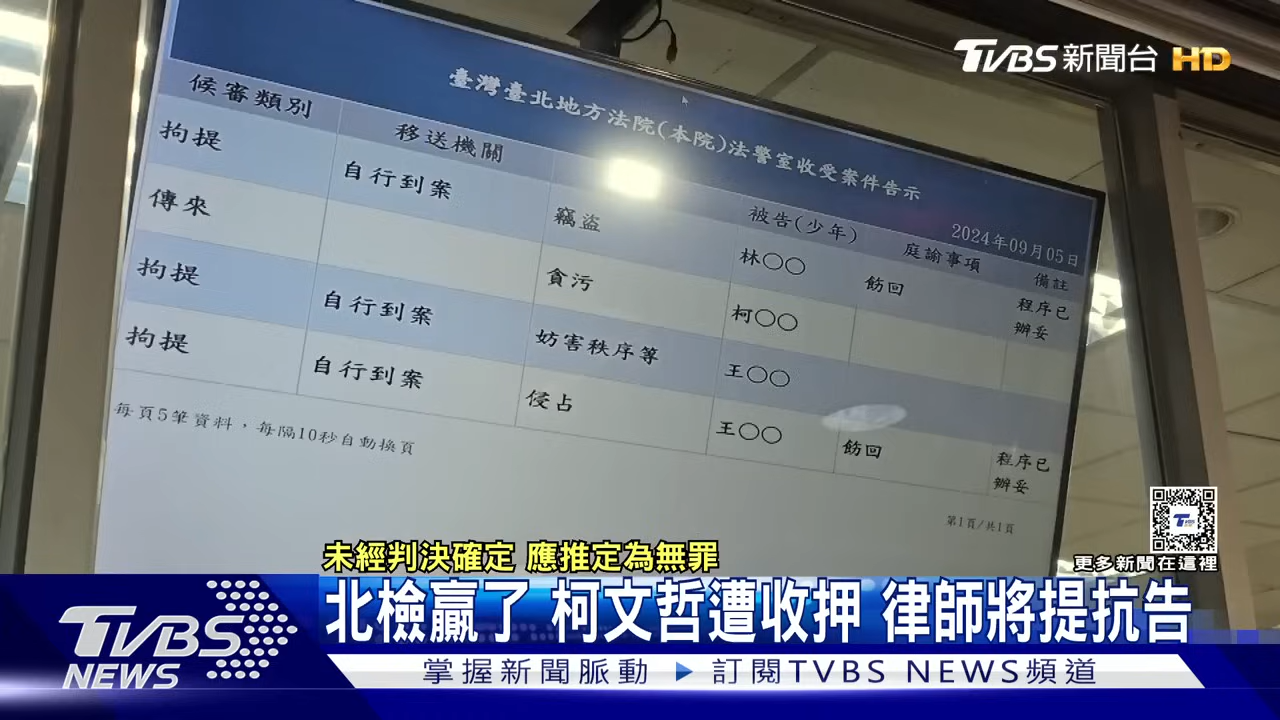 TVBS新聞台 HD
臺灣臺北地方法院(本院)法警室收受案件告示
2024年09月05日
候審類別 移送機關 被告(少年) 庭諭事項 備註
拘提 自行到案 竊盜 林○○ 飭回 程序已辦妥
傳來 貪污 柯○○
拘提 自行到案 妨害秩序等 王○○
拘提 自行到案 侵占 王○○ 飭回 程序已辦妥
每頁5筆資料，每隔10秒自動換頁
第1頁/共1頁
TVBS
更多新聞在這裡
未經判決確定 應推定為無罪
北檢贏了 柯文哲遭收押 律師將提抗告
TVBS NEWS
掌握新聞脈動 訂閱TVBS NEWS頻道